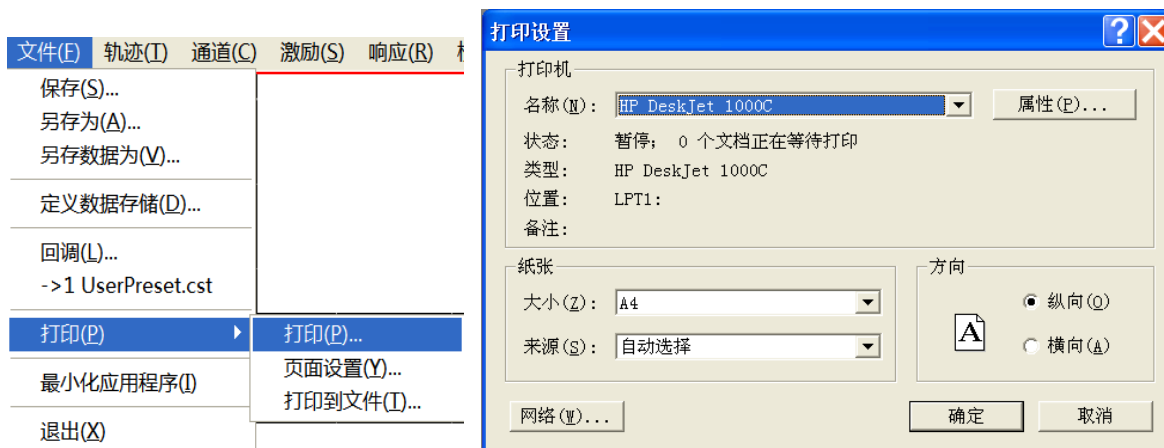 文件(F) 轨迹(T) 通道(C) 激励(S) 响应(R)
保存(S)...
另存为(A)...
另存数据为(V)...
定义数据存储(D)...
回调(L)...
->1 UserPreset.cst
打印(P)
最小化应用程序(I)
退出(X)
打印(P)...
页面设置(Y)...
打印到文件(T)...
打印设置
打印机
名称(N): HP DeskJet 1000C 属性(P)...
状态: 暂停; 0 个文档正在等待打印
类型: HP DeskJet 1000C
位置: LPT1:
备注:
纸张
大小(Z): A4
来源(S): 自动选择
方向
A
纵向(O)
横向(A)
网络(W)... 确定 取消